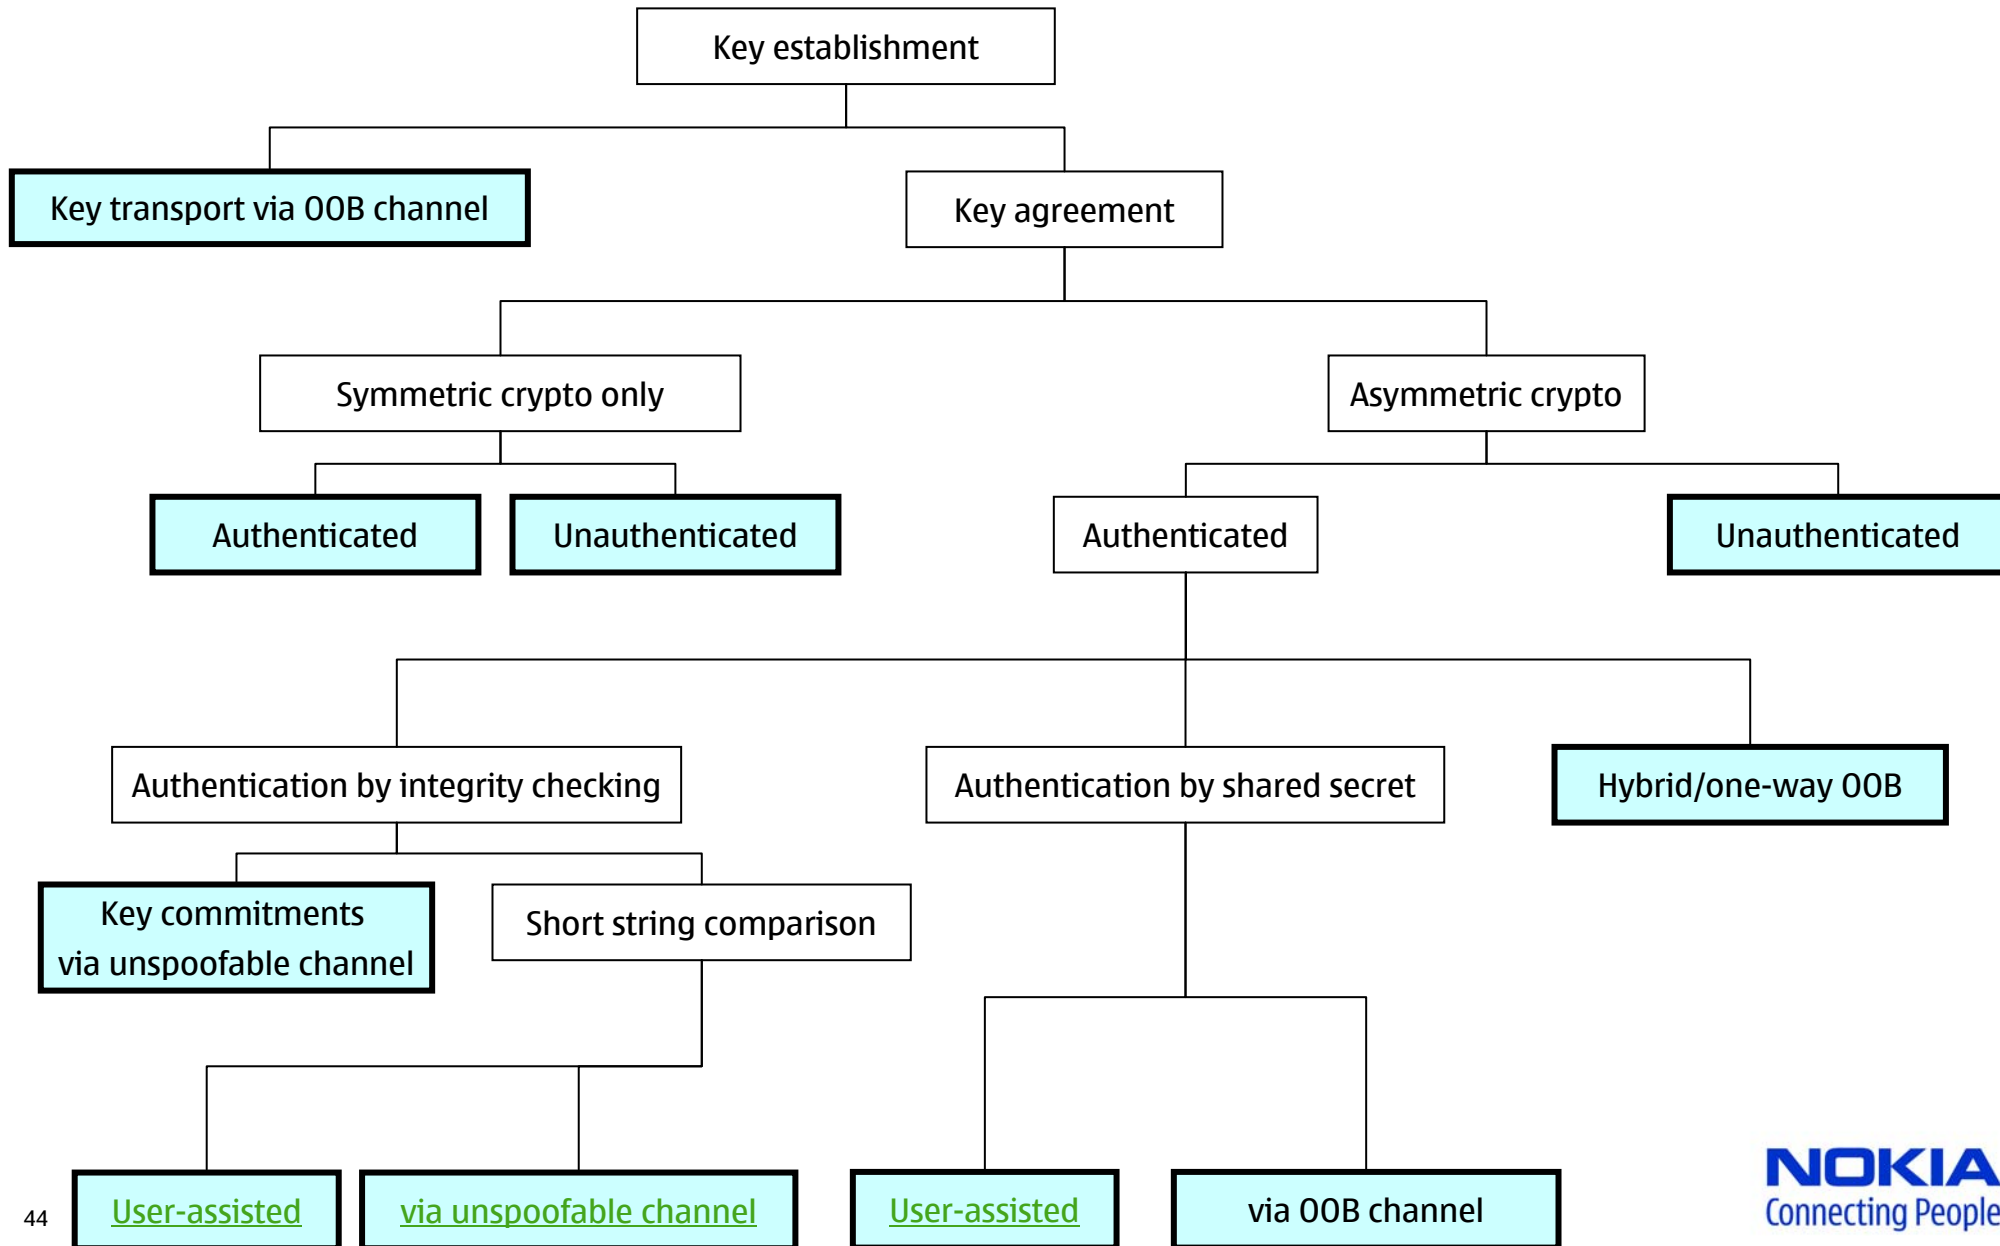 Key establishment
Key transport via OOB channel
Key agreement
Symmetric crypto only
Asymmetric crypto
Authenticated
Unauthenticated
Authenticated
Unauthenticated
Authentication by integrity checking
Authentication by shared secret
Hybrid/one-way OOB
Key commitments
via unspoofable channel
Short string comparison
User-assisted
via unspoofable channel
User-assisted
via OOB channel
44
NOKIA
Connecting People